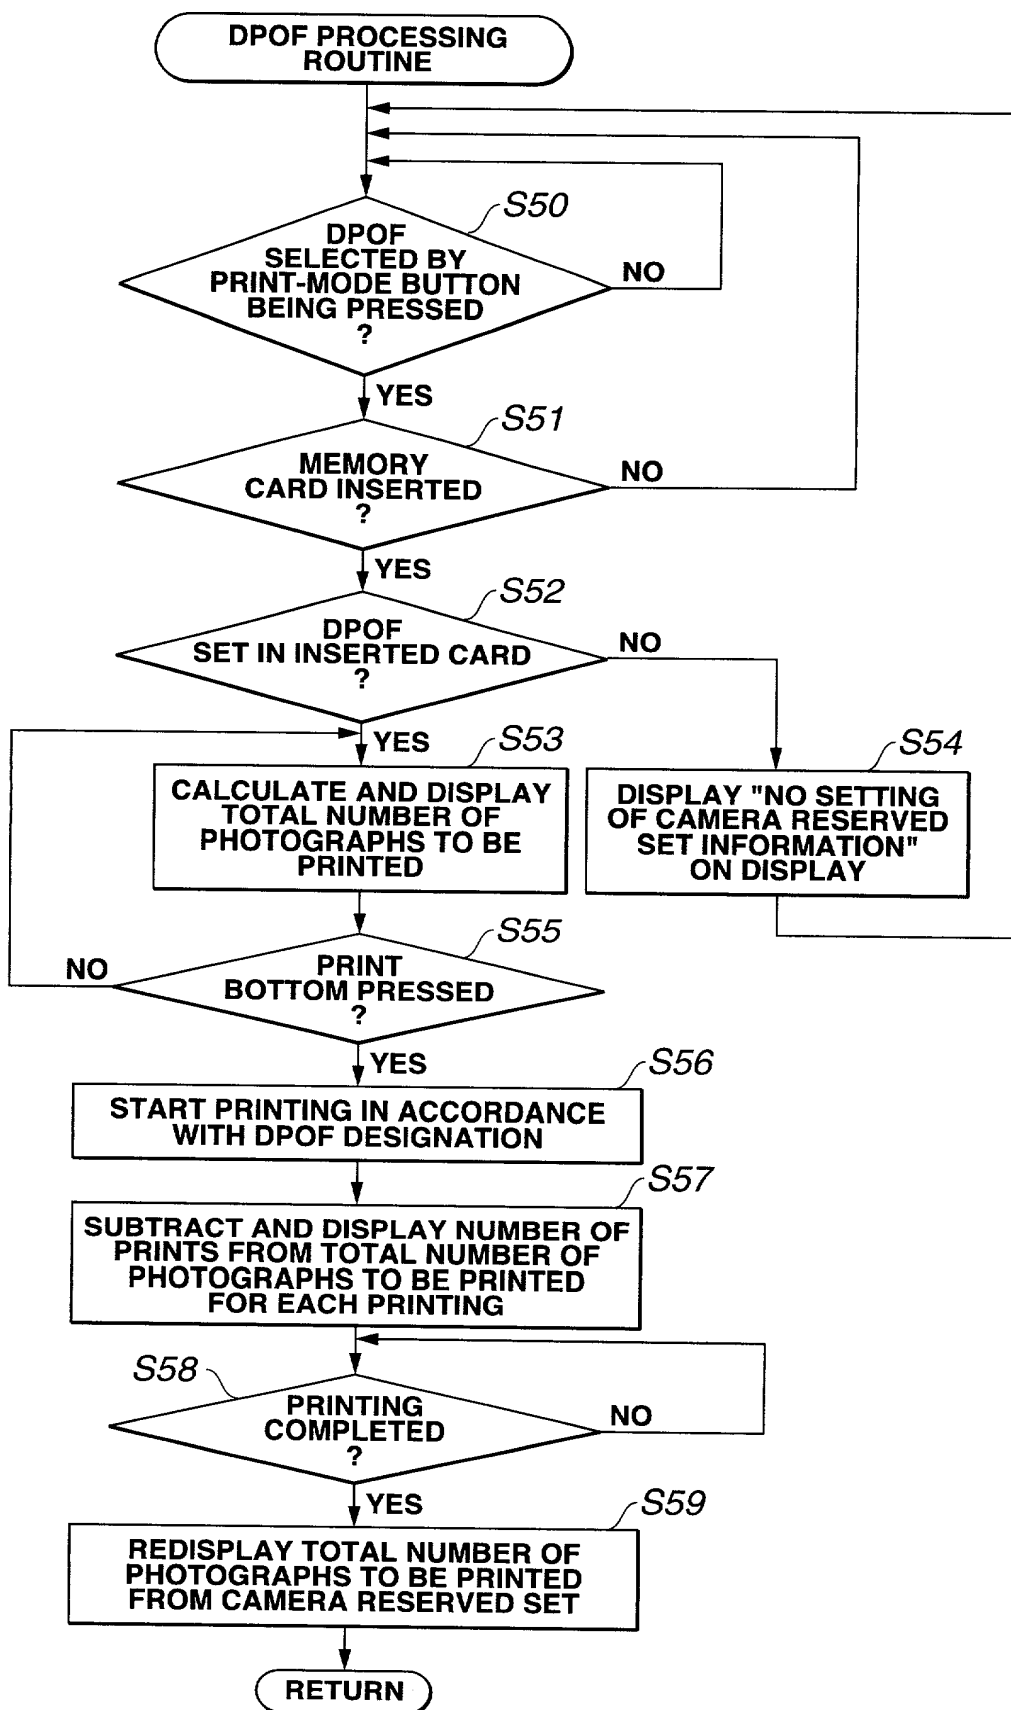 DPOF PROCESSING
ROUTINE
S50
DPOF
SELECTED BY
PRINT-MODE BUTTON
BEING PRESSED
?
NO
YES
S51
MEMORY
CARD INSERTED
?
NO
YES
S52
DPOF
SET IN INSERTED CARD
?
NO
YES
S53
CALCULATE AND DISPLAY
TOTAL NUMBER OF
PHOTOGRAPHS TO BE
PRINTED
S54
DISPLAY "NO SETTING
OF CAMERA RESERVED
SET INFORMATION"
ON DISPLAY
S55
PRINT
BOTTOM PRESSED
?
NO
YES
S56
START PRINTING IN ACCORDANCE
WITH DPOF DESIGNATION
S57
SUBTRACT AND DISPLAY NUMBER OF
PRINTS FROM TOTAL NUMBER OF
PHOTOGRAPHS TO BE PRINTED
FOR EACH PRINTING
S58
PRINTING
COMPLETED
?
NO
YES
S59
REDISPLAY TOTAL NUMBER OF
PHOTOGRAPHS TO BE PRINTED
FROM CAMERA RESERVED SET
RETURN